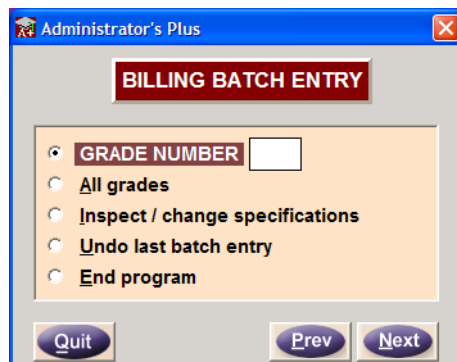 Administrator's Plus
BILLING BATCH ENTRY
GRADE NUMBER
All grades
Inspect / change specifications
Undo last batch entry
End program
Quit Prev Next